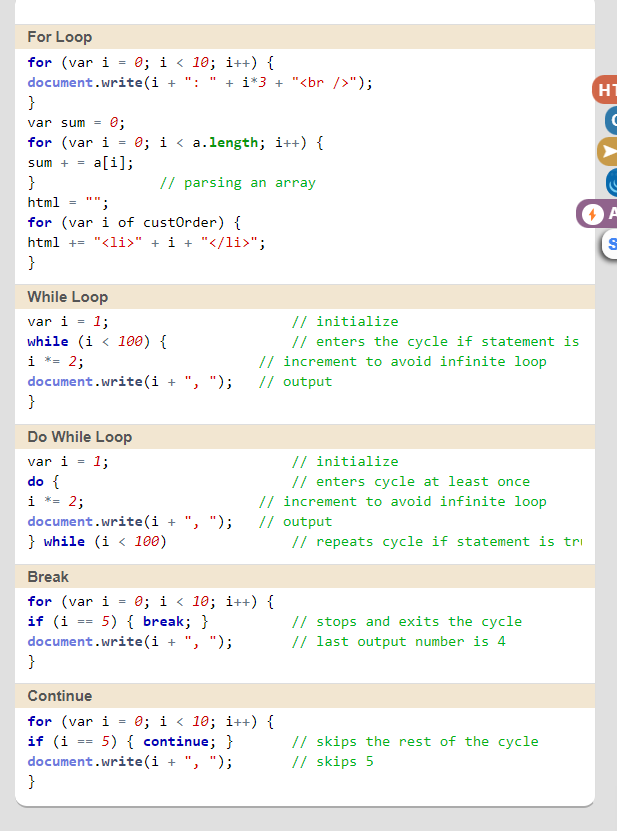 For Loop
for (var i = 0; i < 10; i++) {
document.write(i + ": " + i*3 + "<br />");
}
var sum = 0;
for (var i = 0; i < a.length; i++) {
sum + = a[i];
}               // parsing an array
html = "";
for (var i of custOrder) {
html += "<li>" + i + "</li>";
}
While Loop
var i = 1;                      // initialize
while (i < 100) {               // enters the cycle if statement is
i *= 2;                     // increment to avoid infinite loop
document.write(i + ", ");   // output
}
Do While Loop
var i = 1;                      // initialize
do {                            // enters cycle at least once
i *= 2;                     // increment to avoid infinite loop
document.write(i + ", ");   // output
} while (i < 100)               // repeats cycle if statement is tru
Break
for (var i = 0; i < 10; i++) {
if (i == 5) { break; }          // stops and exits the cycle
document.write(i + ", ");       // last output number is 4
}
Continue
for (var i = 0; i < 10; i++) {
if (i == 5) { continue; }       // skips the rest of the cycle
document.write(i + ", ");       // skips 5
}
HT
A
S